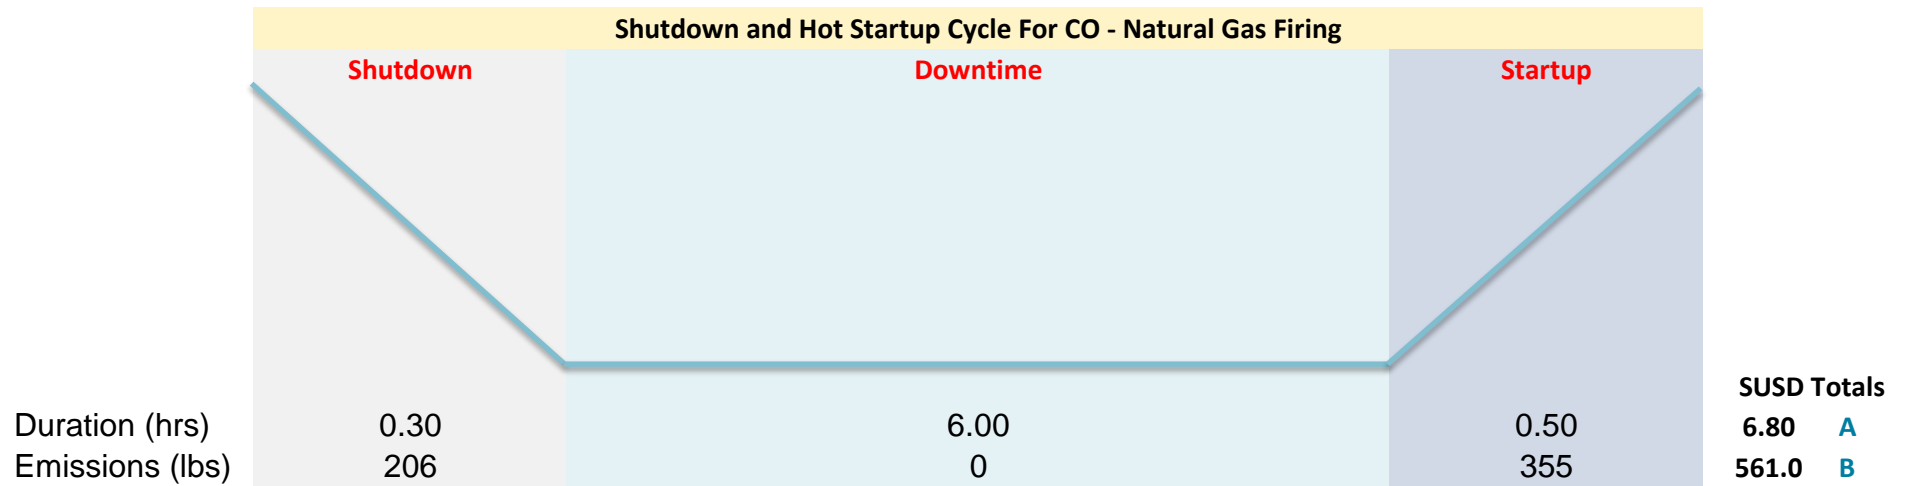 Shutdown and Hot Startup Cycle For CO - Natural Gas Firing
Shutdown Downtime Startup
SUSD Totals
Duration (hrs) 0.30 6.00 0.50 6.80 A
Emissions (lbs) 206 0 355 561.0 B